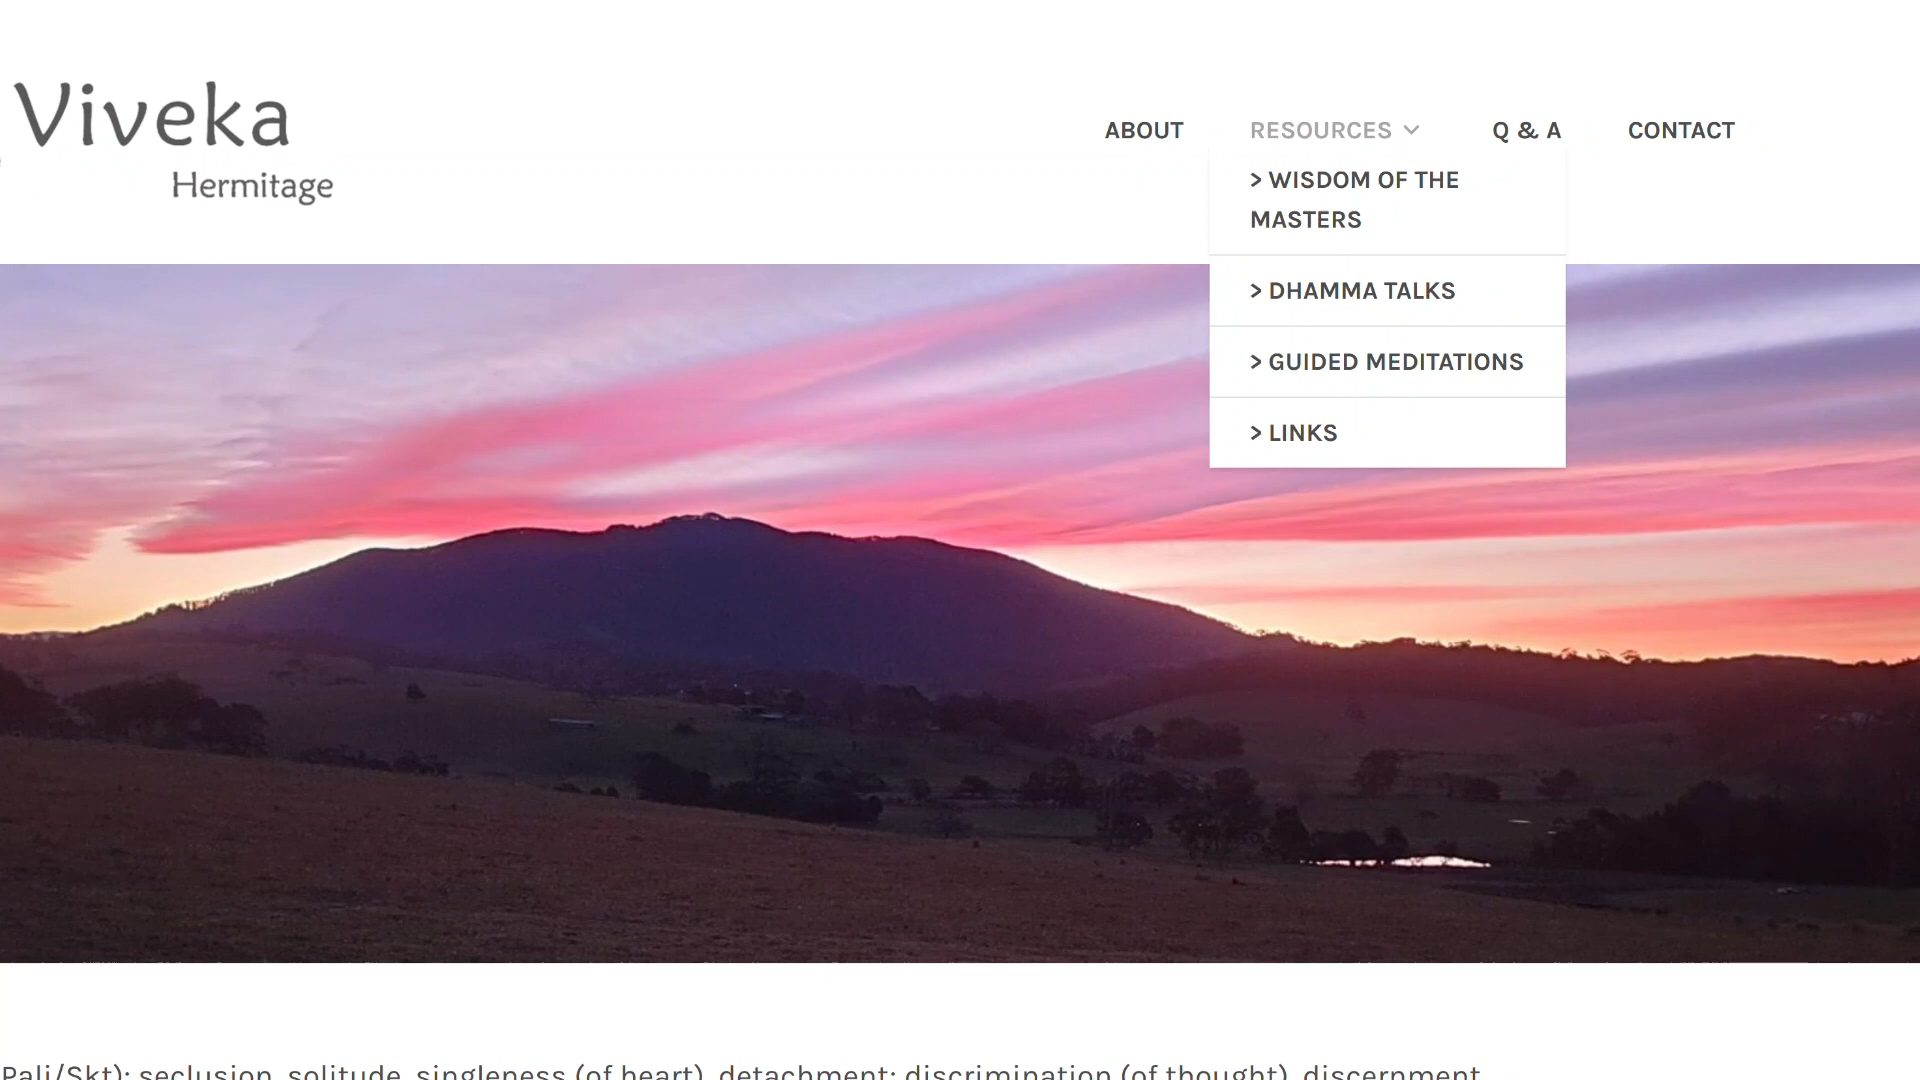 Viveka
Hermitage
ABOUT RESOURCES Q & A CONTACT
> WISDOM OF THE
MASTERS
> DHAMMA TALKS
> GUIDED MEDITATIONS
> LINKS
Pali/Skt): seclusion, solitude, singleness (of heart), detachment; discrimination (of thought), discernment